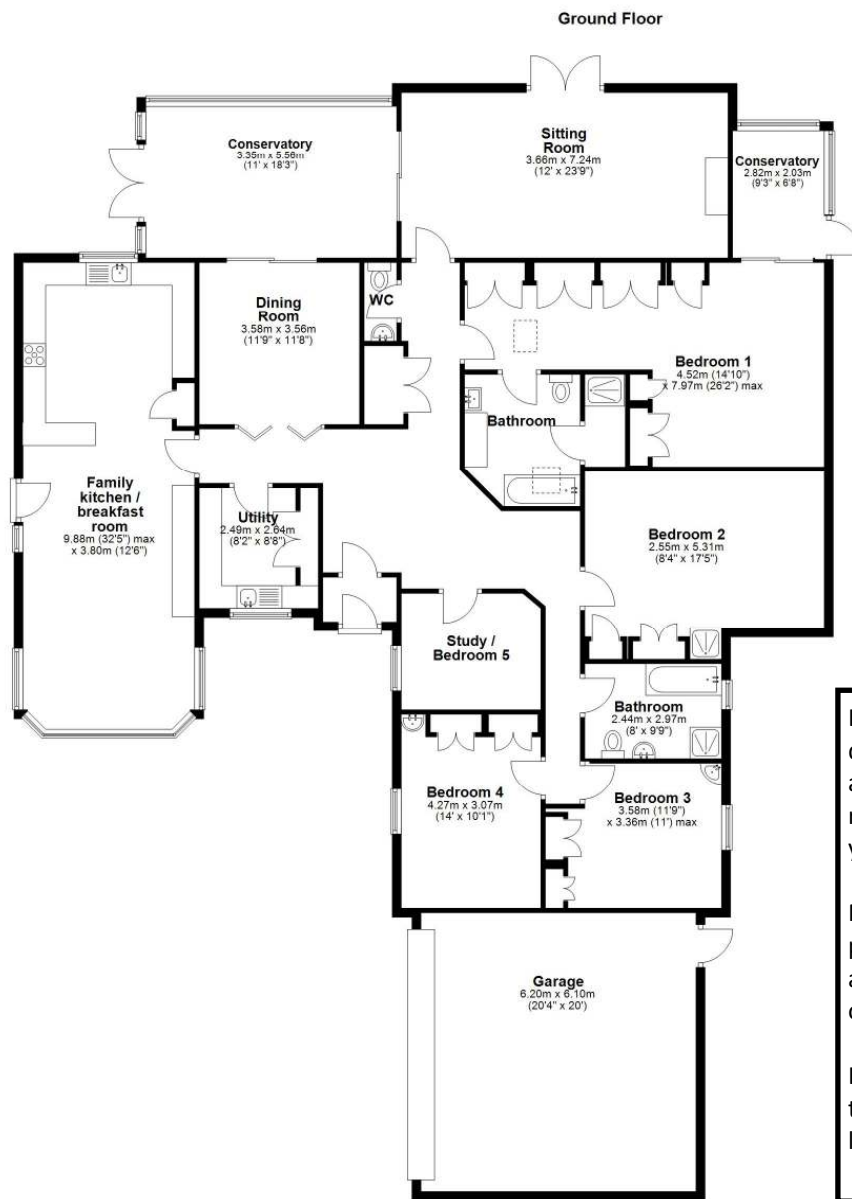 Ground Floor
Conservatory
3.35m x 5.56m
(11' x 18'3")
Sitting
Room
3.66m x 7.24m
(12' x 23'9")
Conservatory
2.82m x 2.03m
(9'3" x 6'8")
Dining
Room
3.58m x 3.56m
(11'9" x 11'8")
WC
Bedroom 1
4.52m (14'10")
x 7.97m (26'2") max
Bathroom
Family
kitchen /
breakfast
room
9.88m (32'5") max
x 3.80m (12'6")
Utility
2.49m x 2.64m
(8'2" x 8'8")
Bedroom 2
2.55m x 5.31m
(8'4" x 17'5")
Study /
Bedroom 5
Bathroom
2.44m x 2.97m
(8' x 9'9")
Bedroom 4
4.27m x 3.07m
(14' x 10'1")
Bedroom 3
3.58m (11'9")
x 3.36m (11') max
Garage
6.20m x 6.10m
(20'4" x 20')